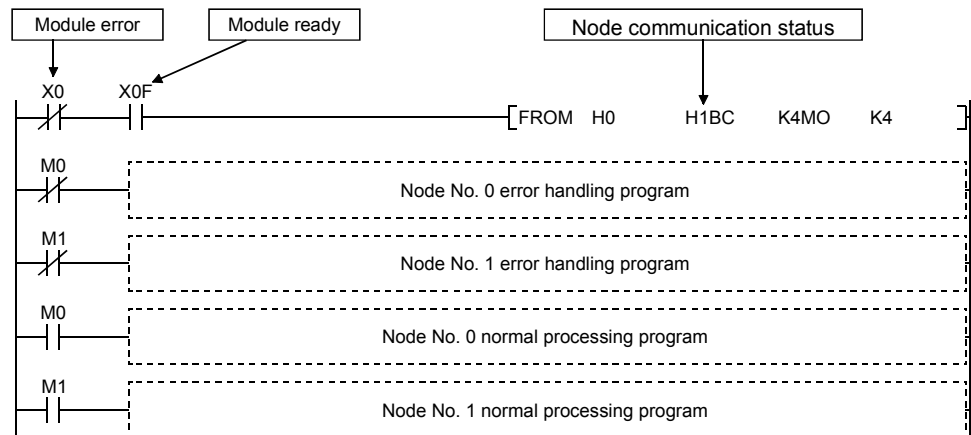 Module error
Module ready
Node communication status
X0
X0F
FROM H0 H1BC K4MO K4
M0
Node No. 0 error handling program
M1
Node No. 1 error handling program
M0
Node No. 0 normal processing program
M1
Node No. 1 normal processing program